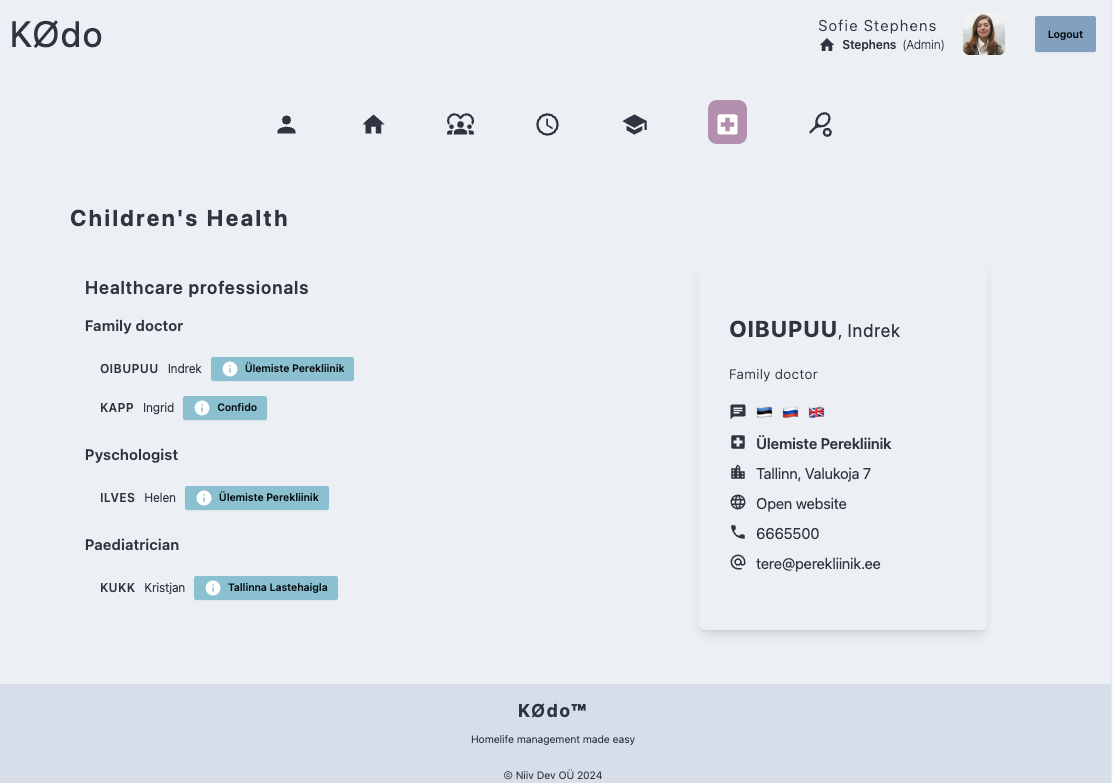 KØdo
Sofie Stephens
Stephens (Admin)
Logout
Children's Health
Healthcare professionals
Family doctor
OIBUPUU Indrek Ülemiste Perekliinik
KAPP Ingrid Confido
Pyschologist
ILVES Helen Ülemiste Perekliinik
Paediatrician
KUKK Kristjan Tallinna Lastehaigla
OIBUPUU, Indrek
Family doctor
Ülemiste Perekliinik
Tallinn, Valukoja 7
Open website
6665500
tere@perekliinik.ee
KØdo™
Homelife management made easy
© Niiv Dev OÜ 2024